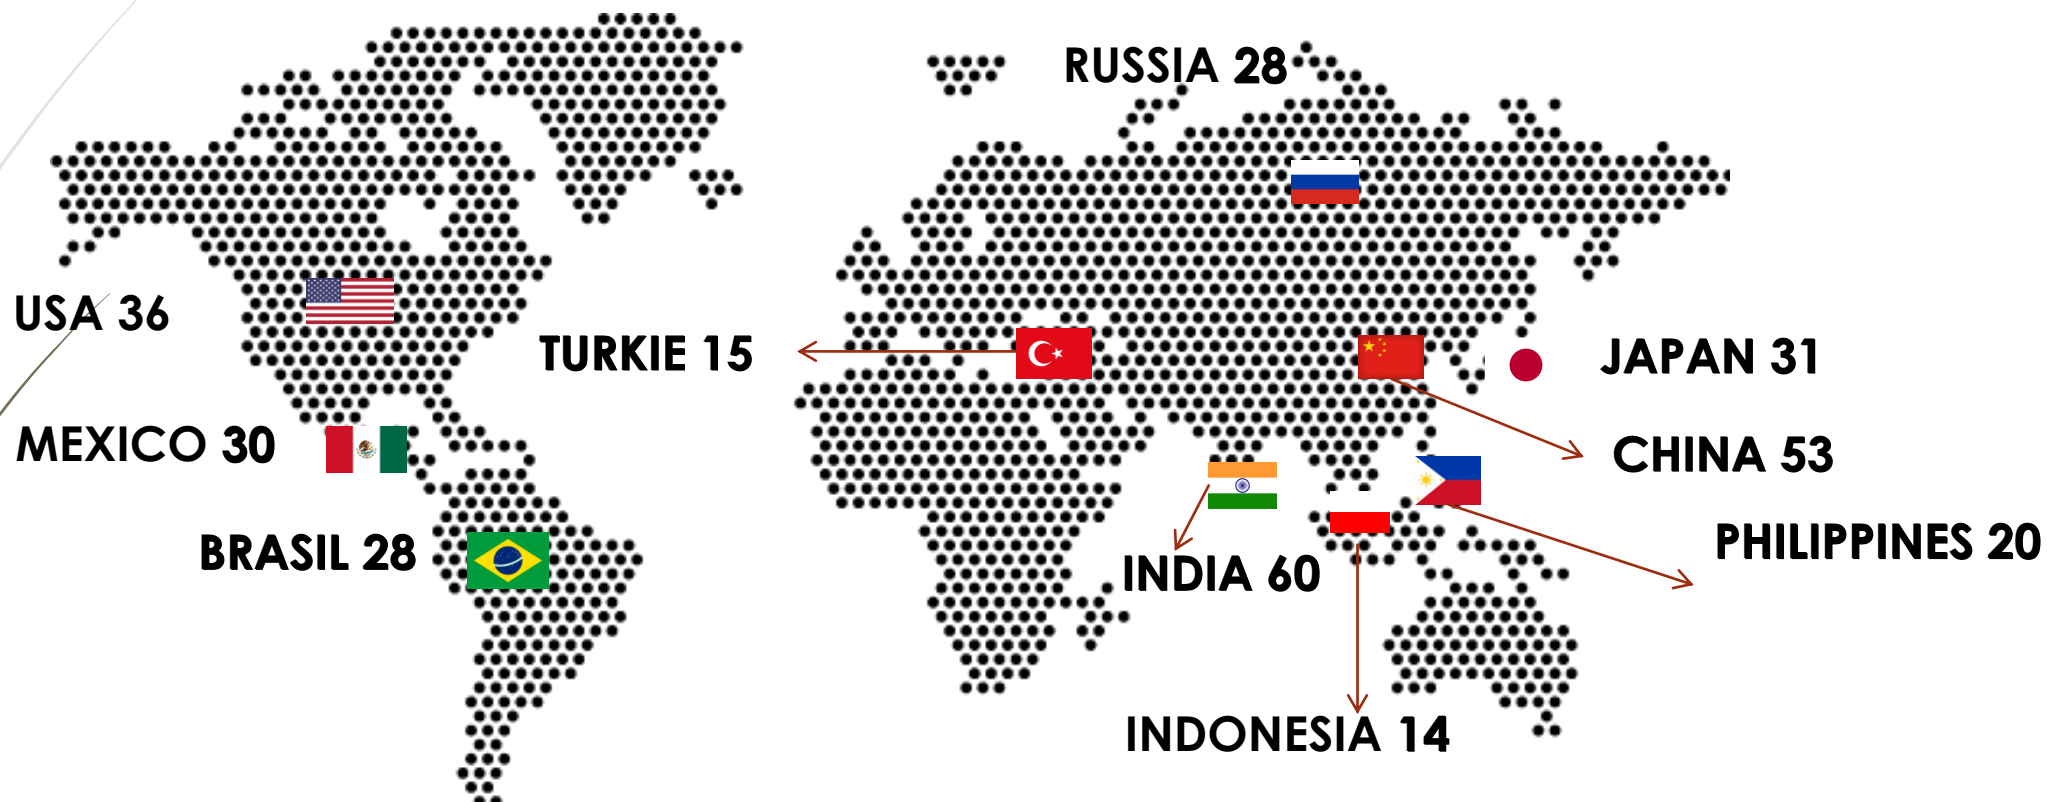 RUSSIA 28
USA 36
TURKIE 15
JAPAN 31
MEXICO 30
CHINA 53
BRASIL 28
PHILIPPINES 20
INDIA 60
INDONESIA 14